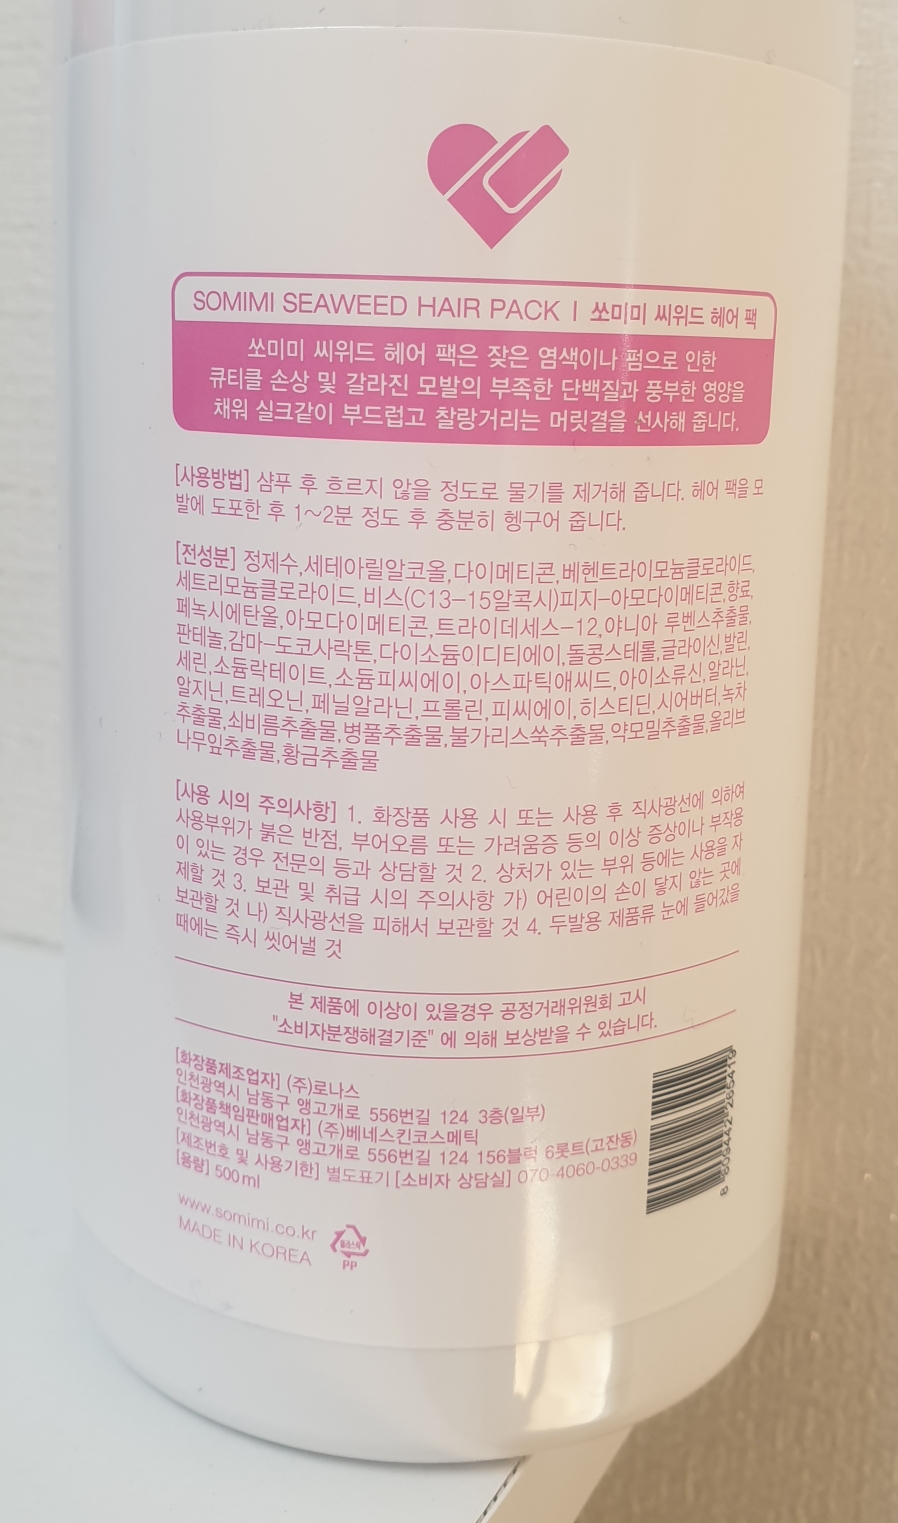 SOMIMI SEAWEED HAIR PACK | 쏘미미 씨위드 헤어 팩
쏘미미 씨위드 헤어 팩은 잦은 염색이나 펌으로 인한
큐티클 손상 및 갈라진 모발의 부족한 단백질과 풍부한 영양을
채워 실크같이 부드럽고 찰랑거리는 머릿결을 선사해 줍니다.
[사용방법] 샴푸 후 흐르지 않을 정도로 물기를 제거해 줍니다. 헤어 팩을 모
발에 도포한 후 1~2분 정도 후 충분히 헹구어 줍니다.
[전성분] 정제수,세테아릴알코올,다이메티콘,베헨트라이모늄클로라이드,
세트리모늄클로라이드,비스(C13-15알콕시)피지-아모다이메티콘,향료,
페녹시에탄올,아모다이메티콘,트라이데세스-12,야니아 루벤스추출물,
판테놀,감마-도코사락톤,다이소듐이디티에이,돌콩스테롤,글라이신,발린,
세린,소듐락테이트,소듐피씨에이,아스파틱애씨드,아이소류신,알라닌,
알지닌,트레오닌,페닐알라닌,프롤린,피씨에이,히스티딘,시어버터,녹차
추출물,쇠비름추출물,병풀추출물,불가리스쑥추출물,약모밀추출물,올리브
나무잎추출물,황금추출물
[사용 시의 주의사항] 1. 화장품 사용 시 또는 사용 후 직사광선에 의하여
사용부위가 붉은 반점, 부어오름 또는 가려움증 등의 이상 증상이나 부작용
이 있는 경우 전문의 등과 상담할 것 2. 상처가 있는 부위 등에는 사용을 자
제할 것 3. 보관 및 취급 시의 주의사항 가) 어린이의 손이 닿지 않는 곳에
보관할 것 나) 직사광선을 피해서 보관할 것 4. 두발용 제품류 눈에 들어갔을
때에는 즉시 씻어낼 것
본 제품에 이상이 있을경우 공정거래위원회 고시
"소비자분쟁해결기준" 에 의해 보상받을 수 있습니다.
[화장품제조업자] (주)로나스
인천광역시 남동구 앵고개로 556번길 124 3층(일부)
[화장품책임판매업자] (주)베네스킨코스메틱
인천광역시 남동구 앵고개로 556번길 124 156블럭 6롯트(고잔동)
[제조번호 및 사용기한] 별도표기 [소비자 상담실] 070-4060-0339
[용량] 500ml
www.somimi.co.kr
MADE IN KOREA
플라스틱
PP